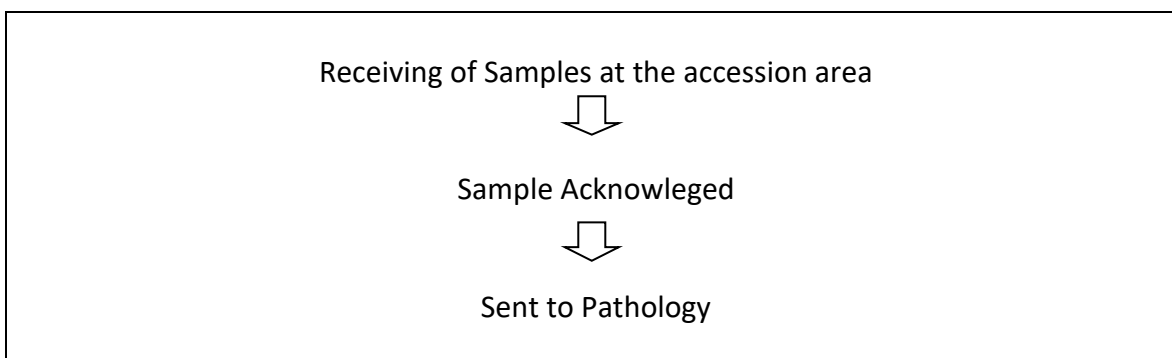 Receiving of Samples at the accession area
Sample Acknowleged
Sent to Pathology